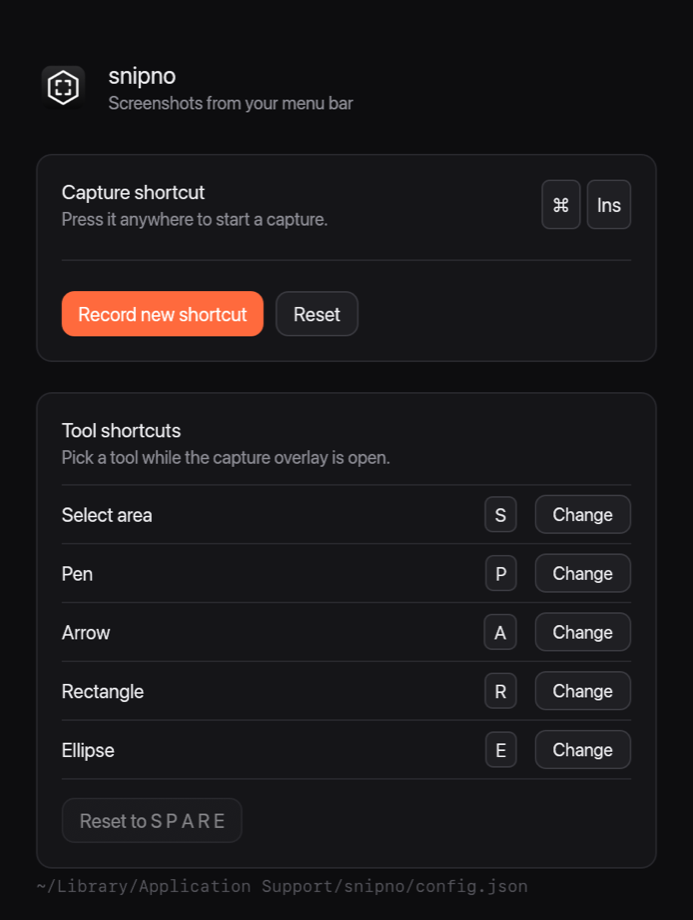 snipno
Screenshots from your menu bar
Capture shortcut
Press it anywhere to start a capture.
⌘ Ins
Record new shortcut Reset
Tool shortcuts
Pick a tool while the capture overlay is open.
Select area S Change
Pen P Change
Arrow A Change
Rectangle R Change
Ellipse E Change
Reset to S P A R E
~/Library/Application Support/snipno/config.json